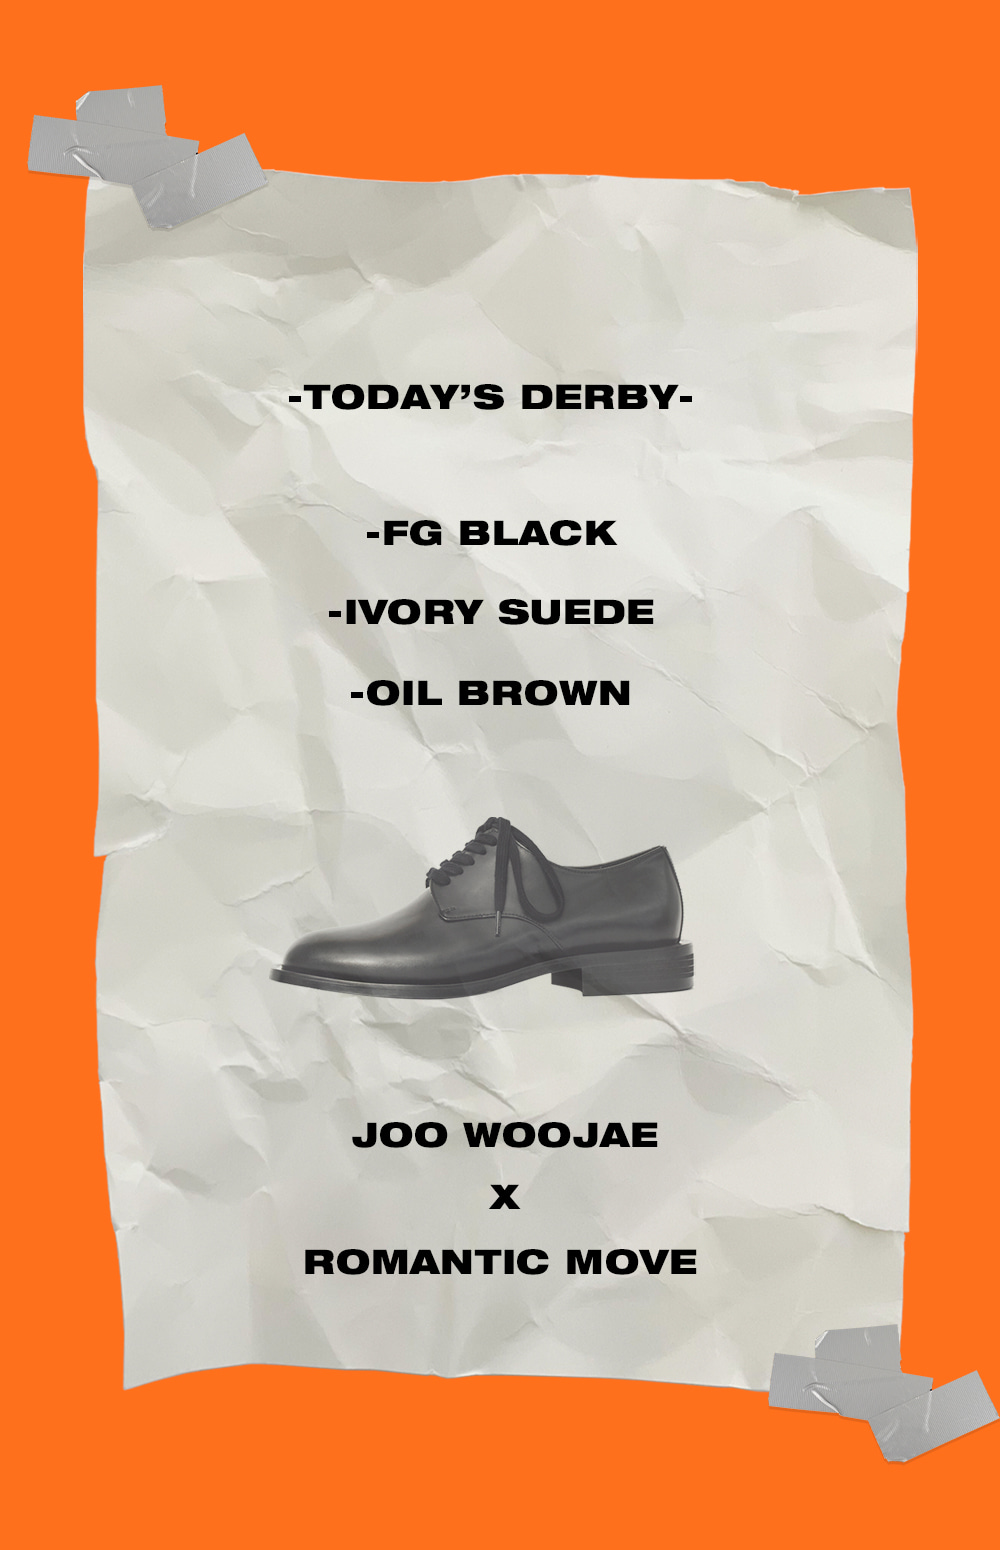 -TODAY’S DERBY-
-FG BLACK
-IVORY SUEDE
-OIL BROWN
JOO WOOJAE
X
ROMANTIC MOVE